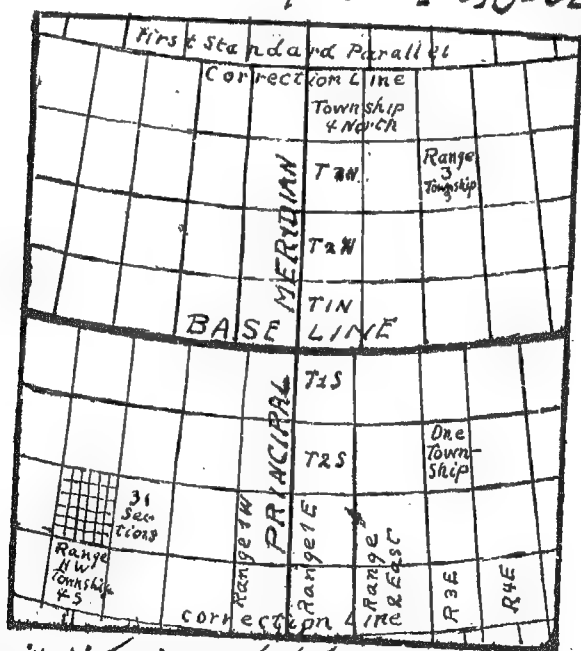 First Standard Parallel
Correction Line
Township
4 North
T3N.
Range
3
Township
3
T2N
T1N
MERIDIAN
BASE LINE
PRINCIPAL
T1S
T2S
One
Town-
ship
31
Sec-
tions
Range
4W
Township
4S
Range 1W
Range 1E
Range
2 East
R3E
R4E
Correction Line